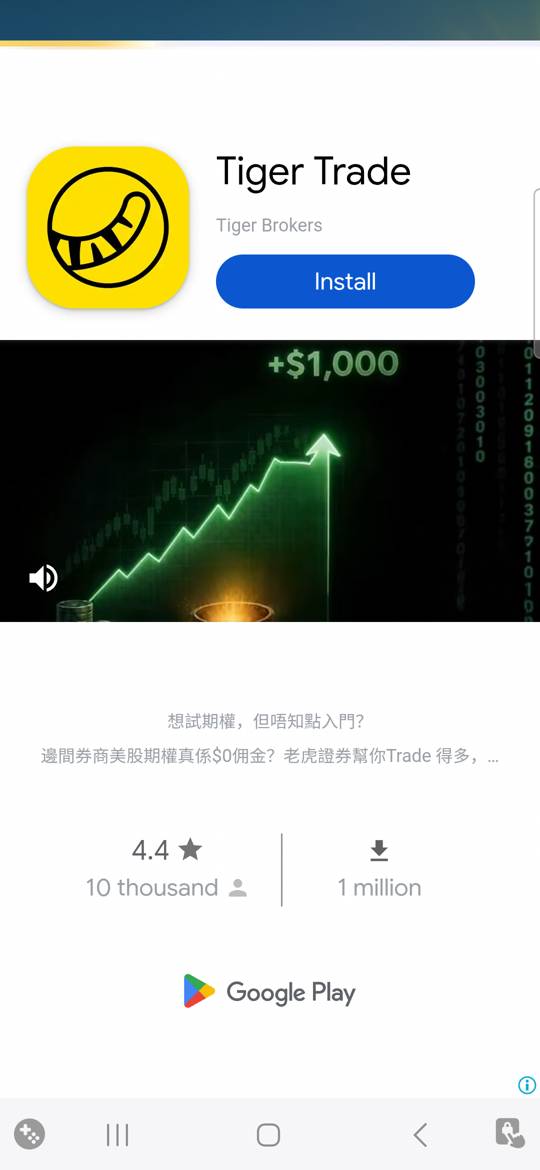 Tiger Trade
Tiger Brokers
Install
+$1,000
想試期權，但唔知點入門？
邊間券商美股期權真係$0佣金？老虎證券幫你Trade 得多，...
4.4
10 thousand
1 million
Google Play